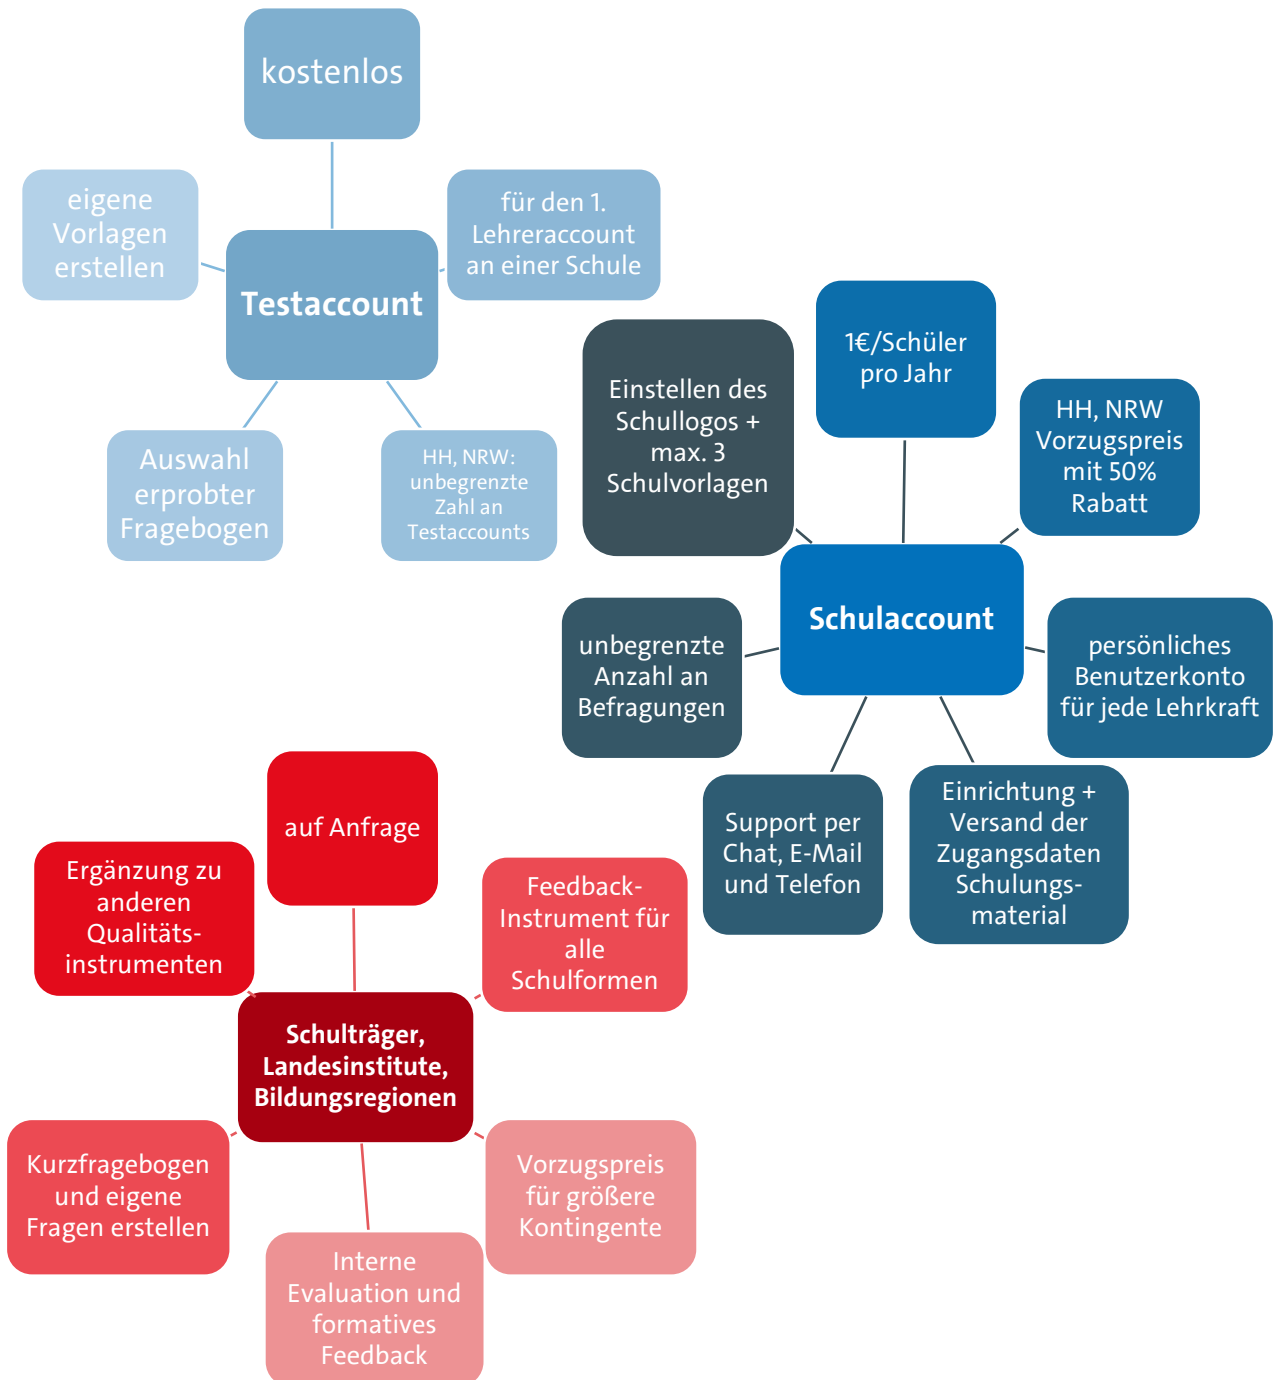 kostenlos
eigene
Vorlagen
erstellen
für den 1.
Lehreraccount
an einer Schule
Testaccount
Auswahl
erprobter
Fragebogen
HH, NRW:
unbegrenzte
Zahl an
Testaccounts
1€/Schüler
pro Jahr
Einstellen des
Schullogos +
max. 3
Schulvorlagen
HH, NRW
Vorzugspreis
mit 50%
Rabatt
Schulaccount
unbegrenzte
Anzahl an
Befragungen
persönliches
Benutzerkonto
für jede Lehrkraft
Support per
Chat, E-Mail
und Telefon
Einrichtung +
Versand der
Zugangsdaten
Schulungs-
material
auf Anfrage
Ergänzung zu
anderen
Qualitäts-
instrumenten
Feedback-
Instrument für
alle
Schulformen
Schulträger,
Landesinstitute,
Bildungsregionen
Kurzfragebogen
und eigene
Fragen erstellen
Vorzugspreis
für größere
Kontingente
Interne
Evaluation und
formatives
Feedback